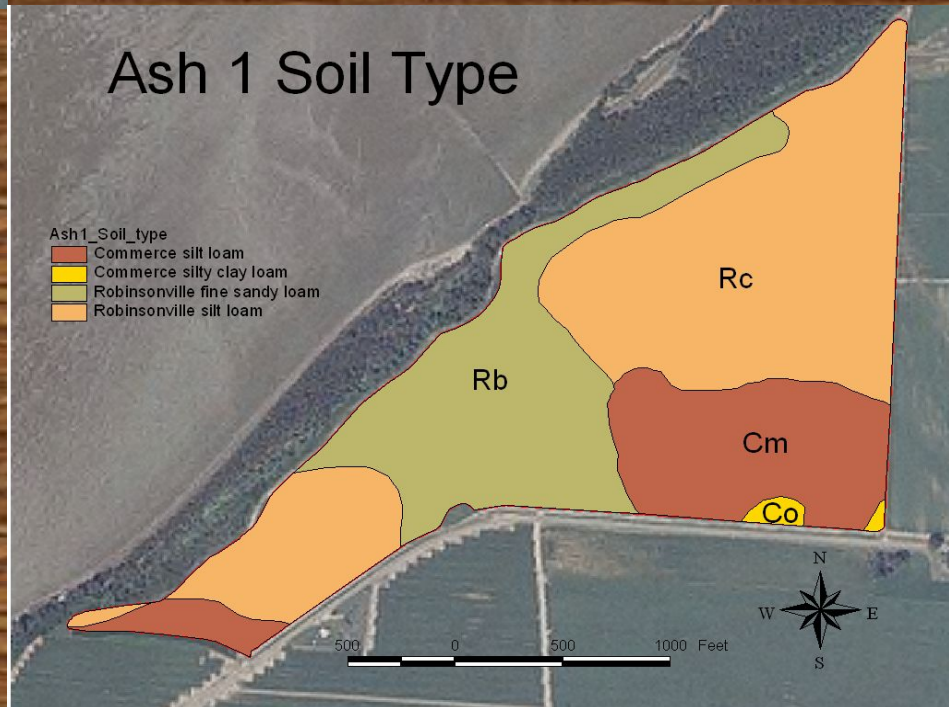 Ash 1 Soil Type
Ash1_Soil_type
Commerce silt loam
Commerce silty clay loam
Robinsonville fine sandy loam
Robinsonville silt loam
Rc
Rb
Cm
Co
N
W E
S
500 0 500 1000 Feet